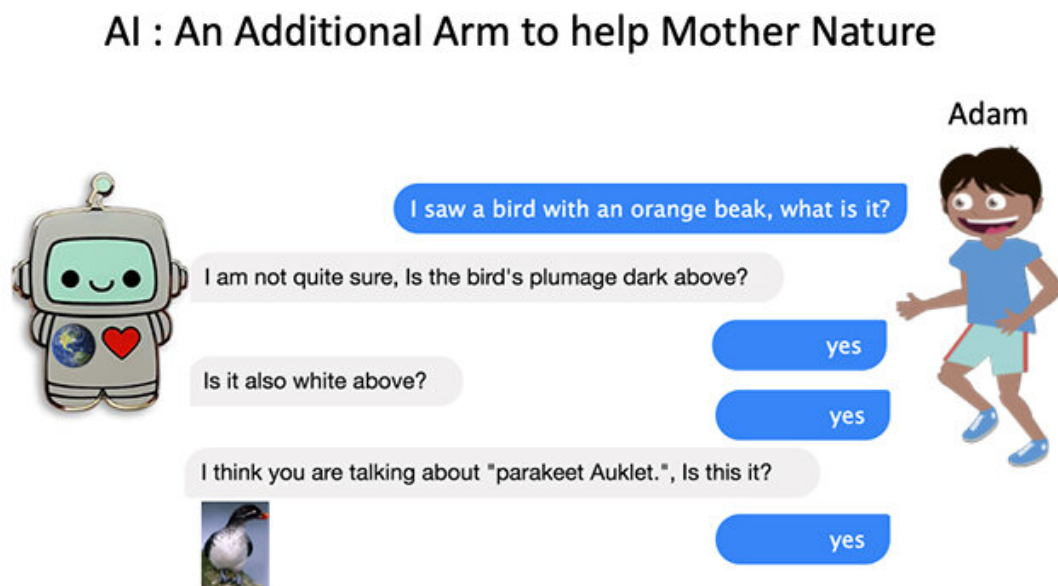 AI : An Additional Arm to help Mother Nature
Adam
I saw a bird with an orange beak, what is it?
I am not quite sure, Is the bird's plumage dark above?
yes
Is it also white above?
yes
I think you are talking about "parakeet Auklet.", Is this it?
yes